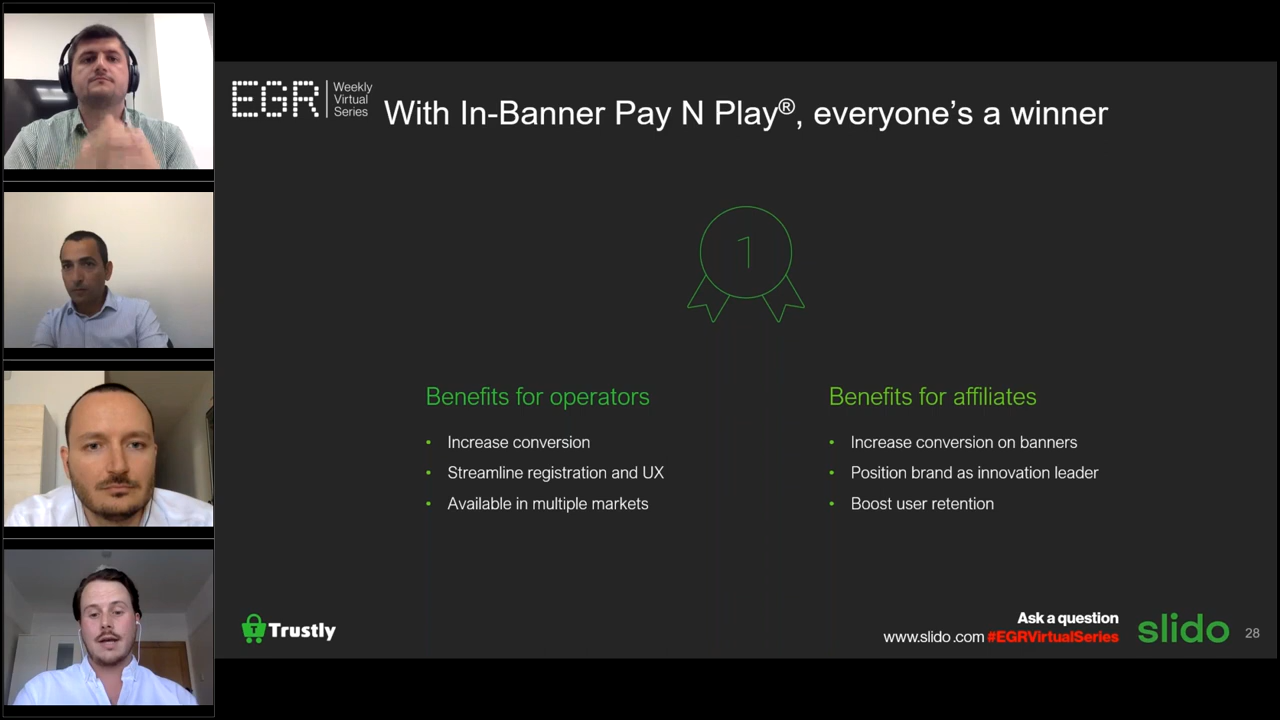 EGR
Weekly
Virtual
Series
With In-Banner Pay N Play®, everyone's a winner
1
Benefits for operators
• Increase conversion
• Streamline registration and UX
• Available in multiple markets
Benefits for affiliates
• Increase conversion on banners
• Position brand as innovation leader
• Boost user retention
T Trustly
Ask a question
www.slido .com #EGRVirtualSeries
slido
28